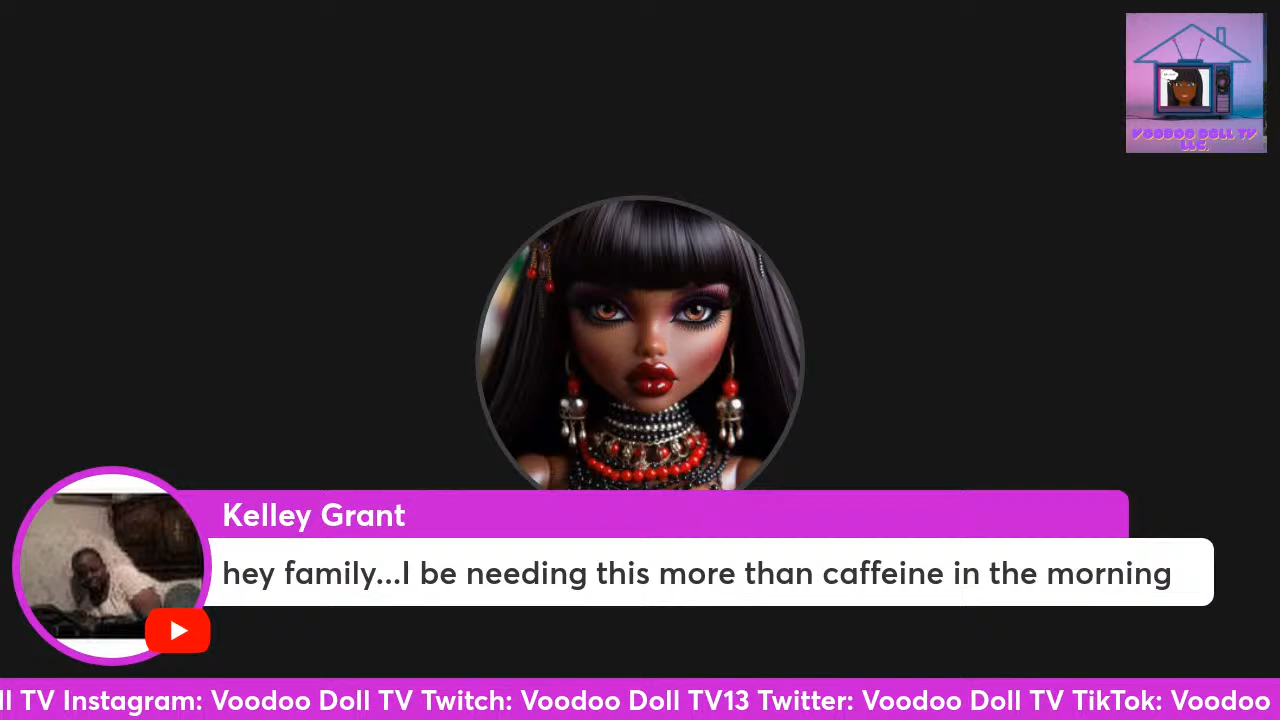 VOODOO DOLL TV
LLC.
Kelley Grant
hey family...I be needing this more than caffeine in the morning
ll TV Instagram: Voodoo Doll TV Twitch: Voodoo Doll TV13 Twitter: Voodoo Doll TV TikTok: Voodoo